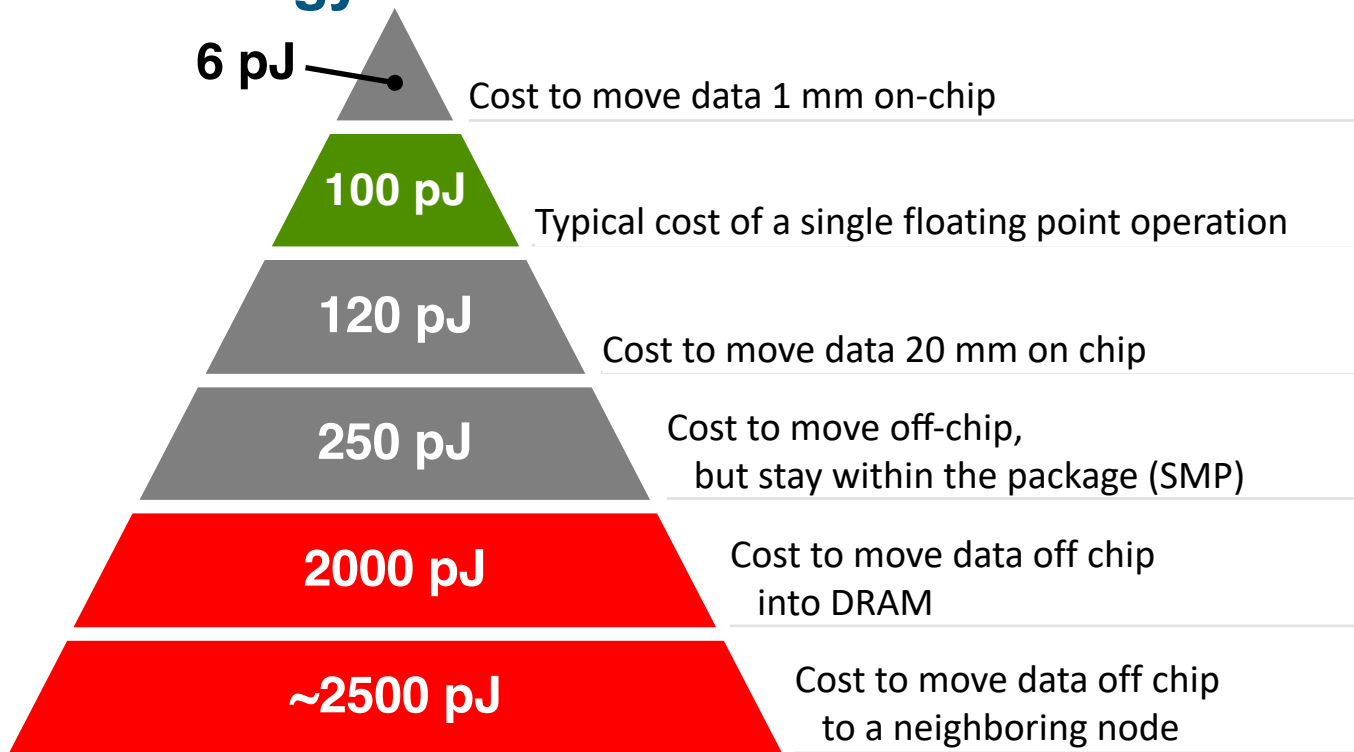 6 pJ
Cost to move data 1 mm on-chip
100 pJ
Typical cost of a single floating point operation
120 pJ
Cost to move data 20 mm on chip
250 pJ
Cost to move off-chip,
but stay within the package (SMP)
2000 pJ
Cost to move data off chip
into DRAM
~2500 pJ
Cost to move data off chip
to a neighboring node